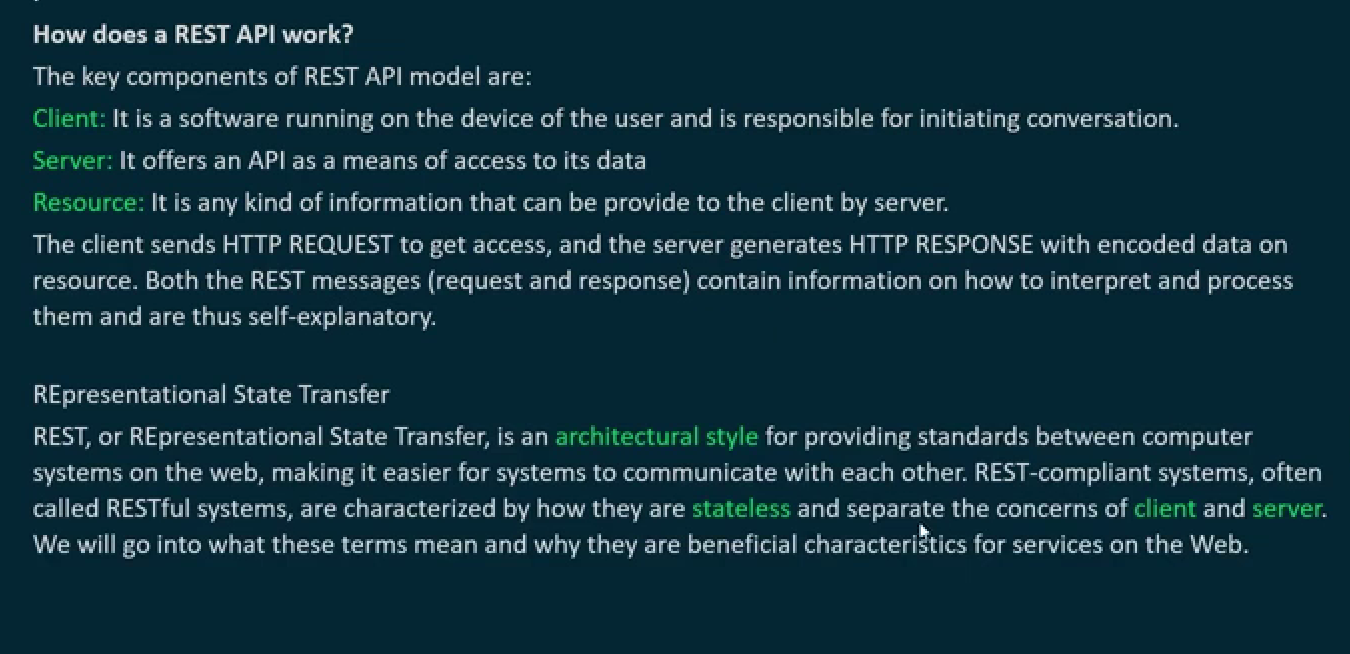 How does a REST API work?
The key components of REST API model are:
Client: It is a software running on the device of the user and is responsible for initiating conversation.
Server: It offers an API as a means of access to its data
Resource: It is any kind of information that can be provide to the client by server.
The client sends HTTP REQUEST to get access, and the server generates HTTP RESPONSE with encoded data on
resource. Both the REST messages (request and response) contain information on how to interpret and process
them and are thus self-explanatory.
REpresentational State Transfer
REST, or REpresentational State Transfer, is an architectural style for providing standards between computer
systems on the web, making it easier for systems to communicate with each other. REST-compliant systems, often
called RESTful systems, are characterized by how they are stateless and separate the concerns of client and server.
We will go into what these terms mean and why they are beneficial characteristics for services on the Web.